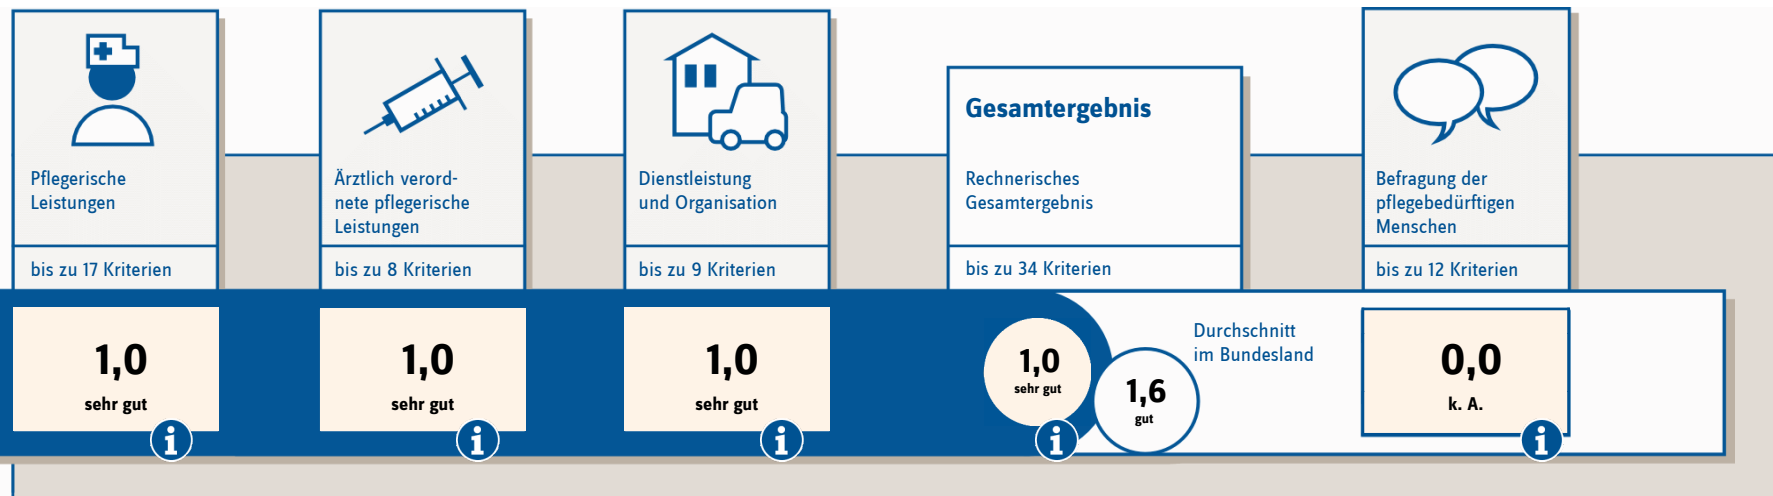 Pflegerische
Leistungen
bis zu 17 Kriterien
1,0
sehr gut
i
Ärztlich verord-
nete pflegerische
Leistungen
bis zu 8 Kriterien
1,0
sehr gut
i
Dienstleistung
und Organisation
bis zu 9 Kriterien
1,0
sehr gut
i
Gesamtergebnis
Rechnerisches
Gesamtergebnis
bis zu 34 Kriterien
1,0
sehr gut
i
1,6
gut
Durchschnitt
im Bundesland
Befragung der
pflegebedürftigen
Menschen
bis zu 12 Kriterien
0,0
k. A.
i